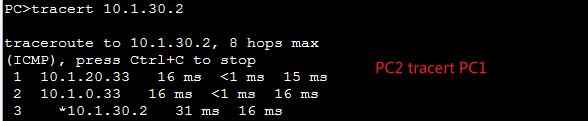 PC>tracert 10.1.30.2
traceroute to 10.1.30.2, 8 hops max
(ICMP), press Ctrl+C to stop
1 10.1.20.33 16 ms <1 ms 15 ms
PC2 tracert PC1
2 10.1.0.33 16 ms <1 ms 16 ms
3 *10.1.30.2 31 ms 16 ms